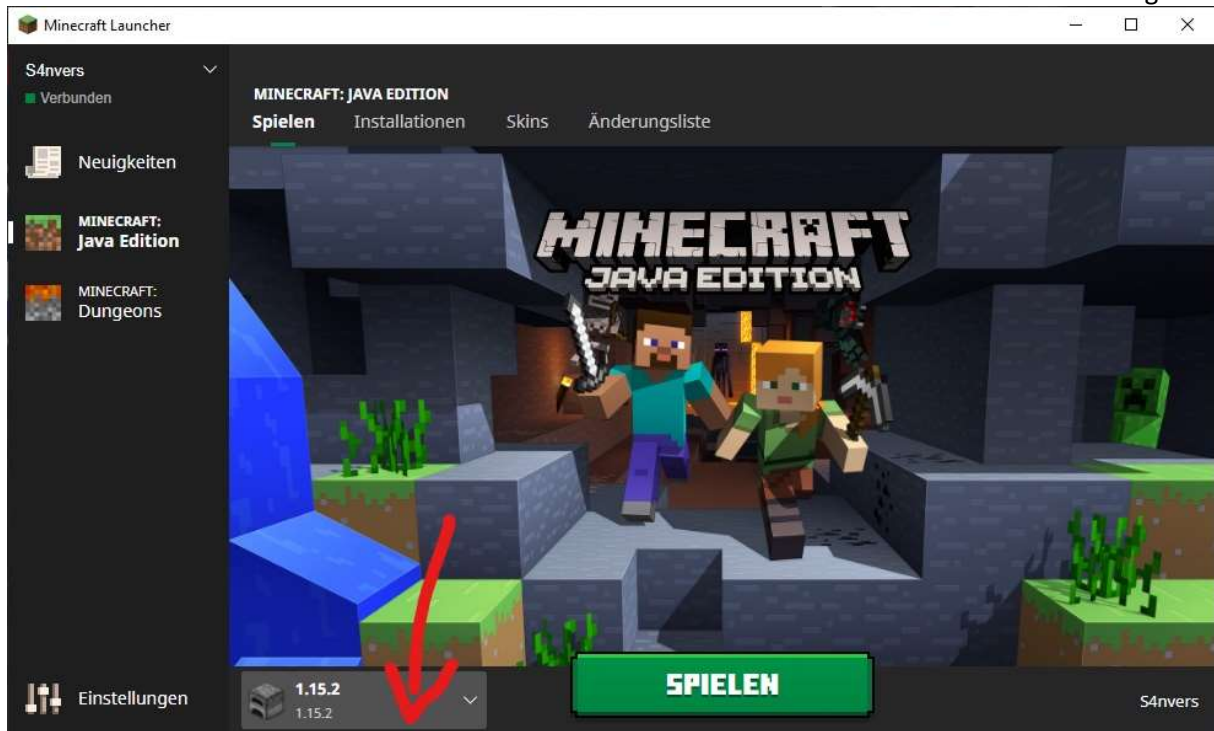 Minecraft Launcher
S4nvers
Verbunden
MINECRAFT: JAVA EDITION
Spielen Installationen Skins Änderungsliste
Neuigkeiten
MINECRAFT:
Java Edition
MINECRAFT:
Dungeons
MINECRAFT
JAVA EDITION
Einstellungen
1.15.2
1.15.2
SPIELEN
S4nvers